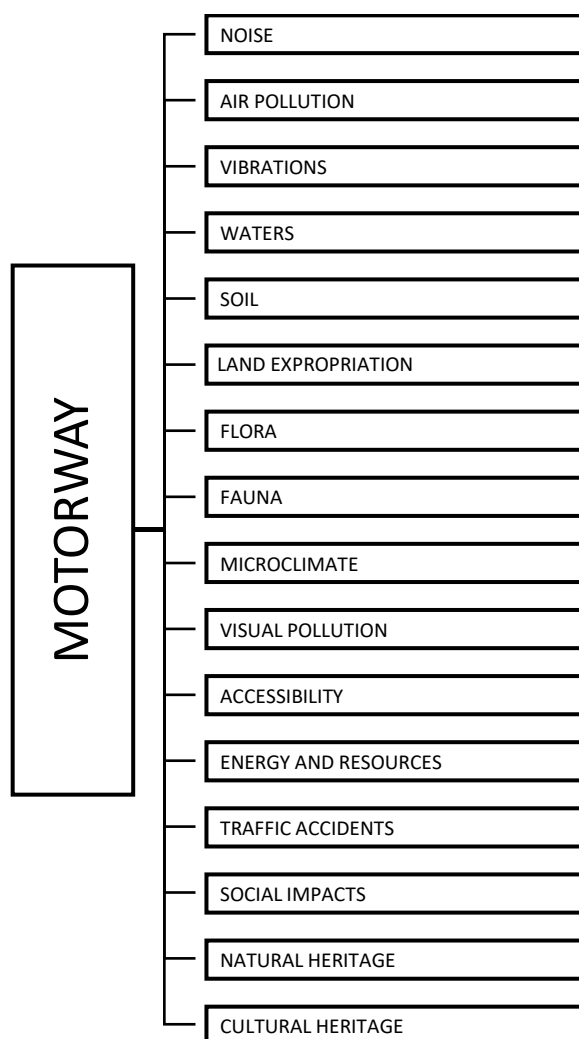 MOTORWAY
NOISE
AIR POLLUTION
VIBRATIONS
WATERS
SOIL
LAND EXPROPRIATION
FLORA
FAUNA
MICROCLIMATE
VISUAL POLLUTION
ACCESSIBILITY
ENERGY AND RESOURCES
TRAFFIC ACCIDENTS
SOCIAL IMPACTS
NATURAL HERITAGE
CULTURAL HERITAGE